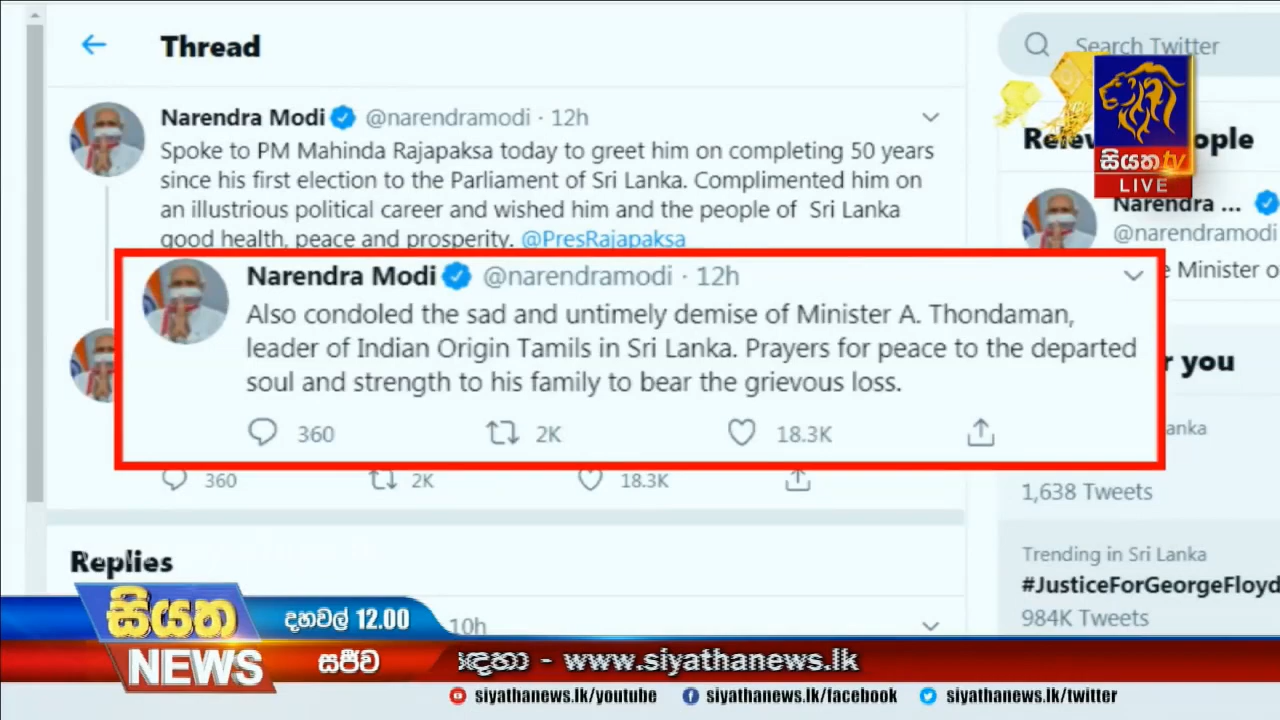 Thread
Search Twitter
Narendra Modi @narendramodi · 12h
Spoke to PM Mahinda Rajapaksa today to greet him on completing 50 years
since his first election to the Parliament of Sri Lanka. Complimented him on
an illustrious political career and wished him and the people of Sri Lanka
good health, peace and prosperity. @PresRajapaksa
Narendra Modi @narendramodi · 12h
Also condoled the sad and untimely demise of Minister A. Thondaman,
leader of Indian Origin Tamils in Sri Lanka. Prayers for peace to the departed
soul and strength to his family to bear the grievous loss.
360 2K 18.3K
360 2K 18.3K
Replies
10h
සියත tv
LIVE
Narendra ...
@narendramodi
Minister
you
1,638 Tweets
Trending in Sri Lanka
#JusticeForGeorgeFloyd
984K Tweets
සියත
NEWS
දහවල් 12.00
සජීව
- www.siyathanews.lk
siyathanews.lk/youtube siyathanews.lk/facebook siyathanews.lk/twitter